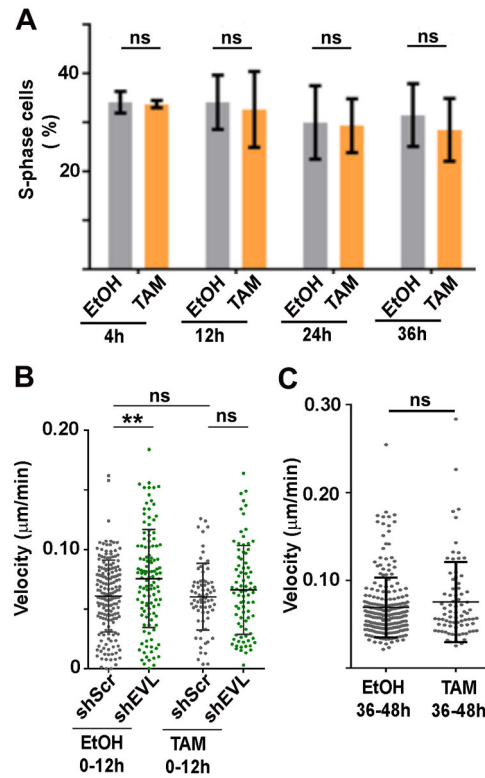 A
ns ns ns ns
S-phase cells
( %)
40
20
EtOH TAM EtOH TAM EtOH TAM EtOH TAM
4h 12h 24h 36h
B
ns
** ns
Velocity (μm/min)
0.20
0.10
0
shScr shEVL shScr shEVL
EtOH TAM
0-12h 0-12h
C
ns
Velocity (μm/min)
0.30
0.20
0.10
0
EtOH TAM
36-48h 36-48h